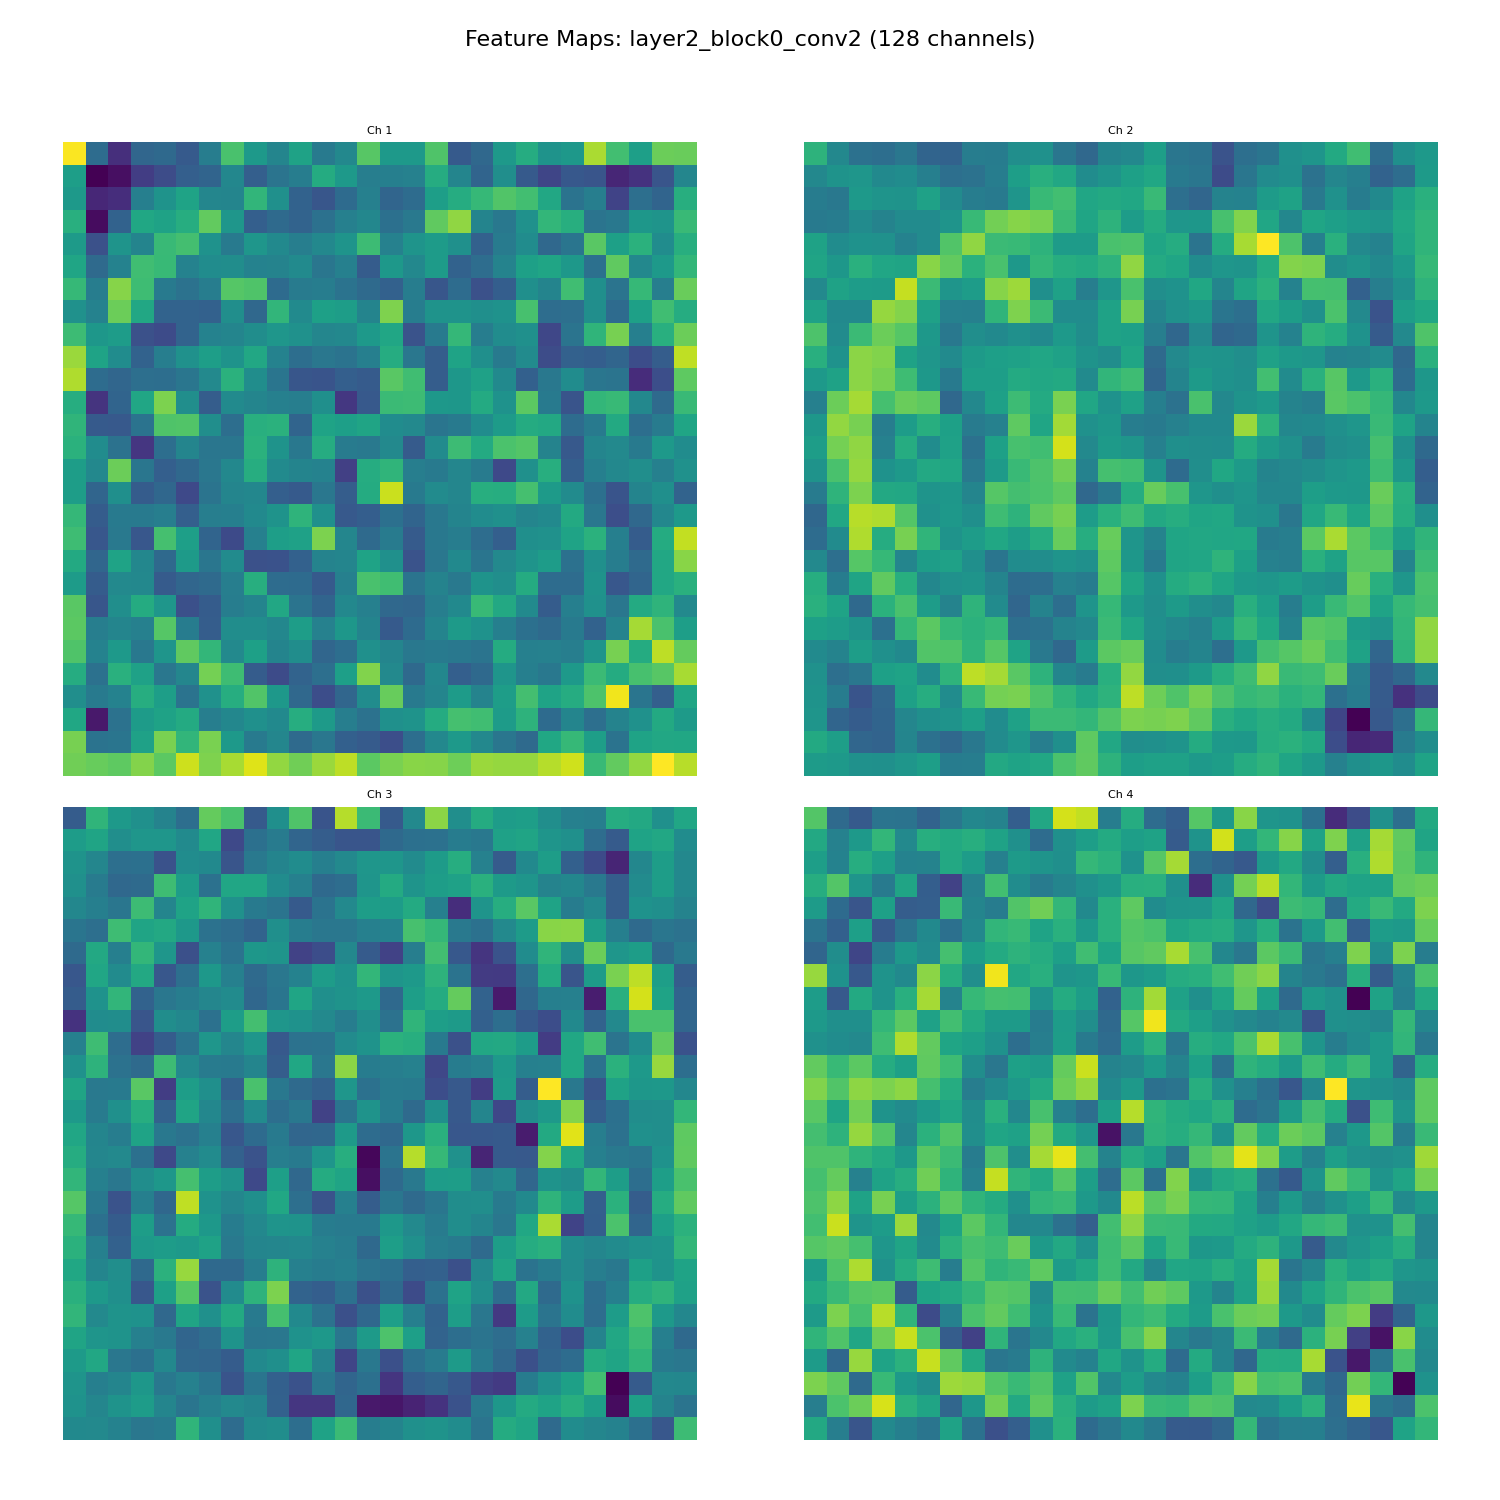 Feature Maps: layer2_block0_conv2 (128 channels)
Ch 1
Ch 2
Ch 3
Ch 4